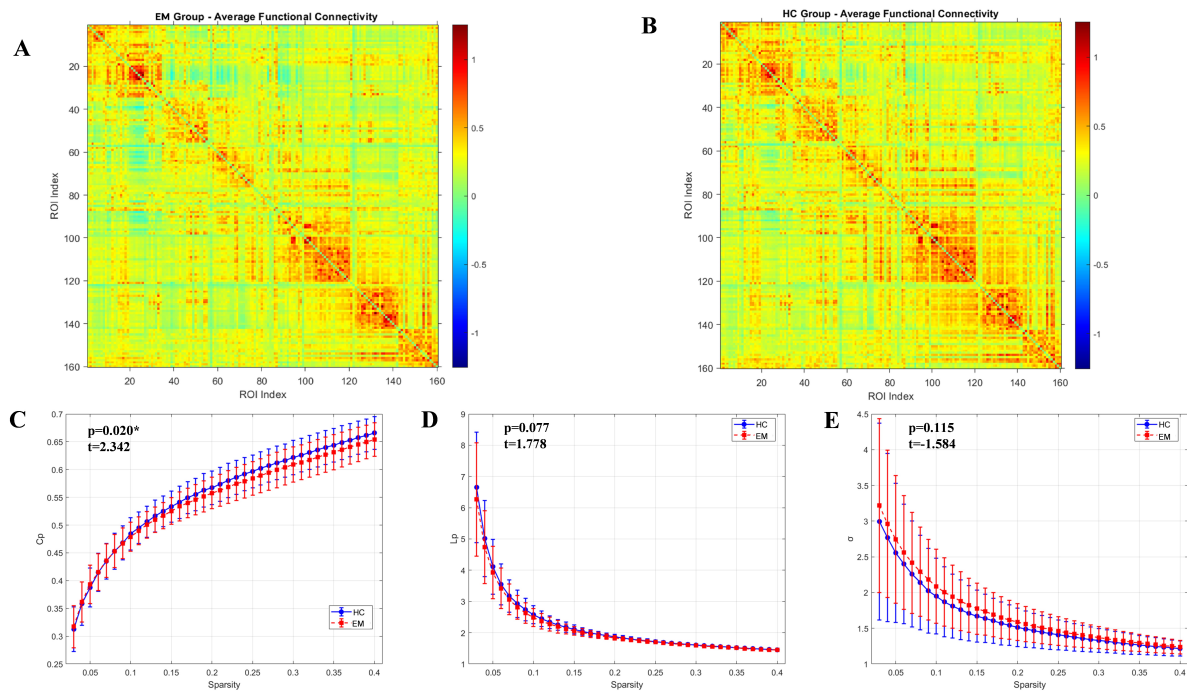 A
EM Group - Average Functional Connectivity
20
40
60
80
100
120
140
160
ROI Index
20 40 60 80 100 120 140 160
ROI Index
1
0.5
0
-0.5
-1
B
HC Group - Average Functional Connectivity
20
40
60
80
100
120
140
160
ROI Index
20 40 60 80 100 120 140 160
ROI Index
1
0.5
0
-0.5
-1
C
p=0.020*
t=2.342
0.7
0.65
0.6
0.55
0.5
0.45
0.4
0.35
0.3
0.25
Cp
HC
EM
0.05 0.1 0.15 0.2 0.25 0.3 0.35 0.4
Sparsity
D
p=0.077
t=1.778
HC
EM
9
8
7
6
5
4
3
2
1
Lp
0.05 0.1 0.15 0.2 0.25 0.3 0.35 0.4
Sparsity
E
p=0.115
t=-1.584
HC
EM
4.5
4
3.5
3
2.5
2
1.5
1
σ
0.05 0.1 0.15 0.2 0.25 0.3 0.35 0.4
Sparsity